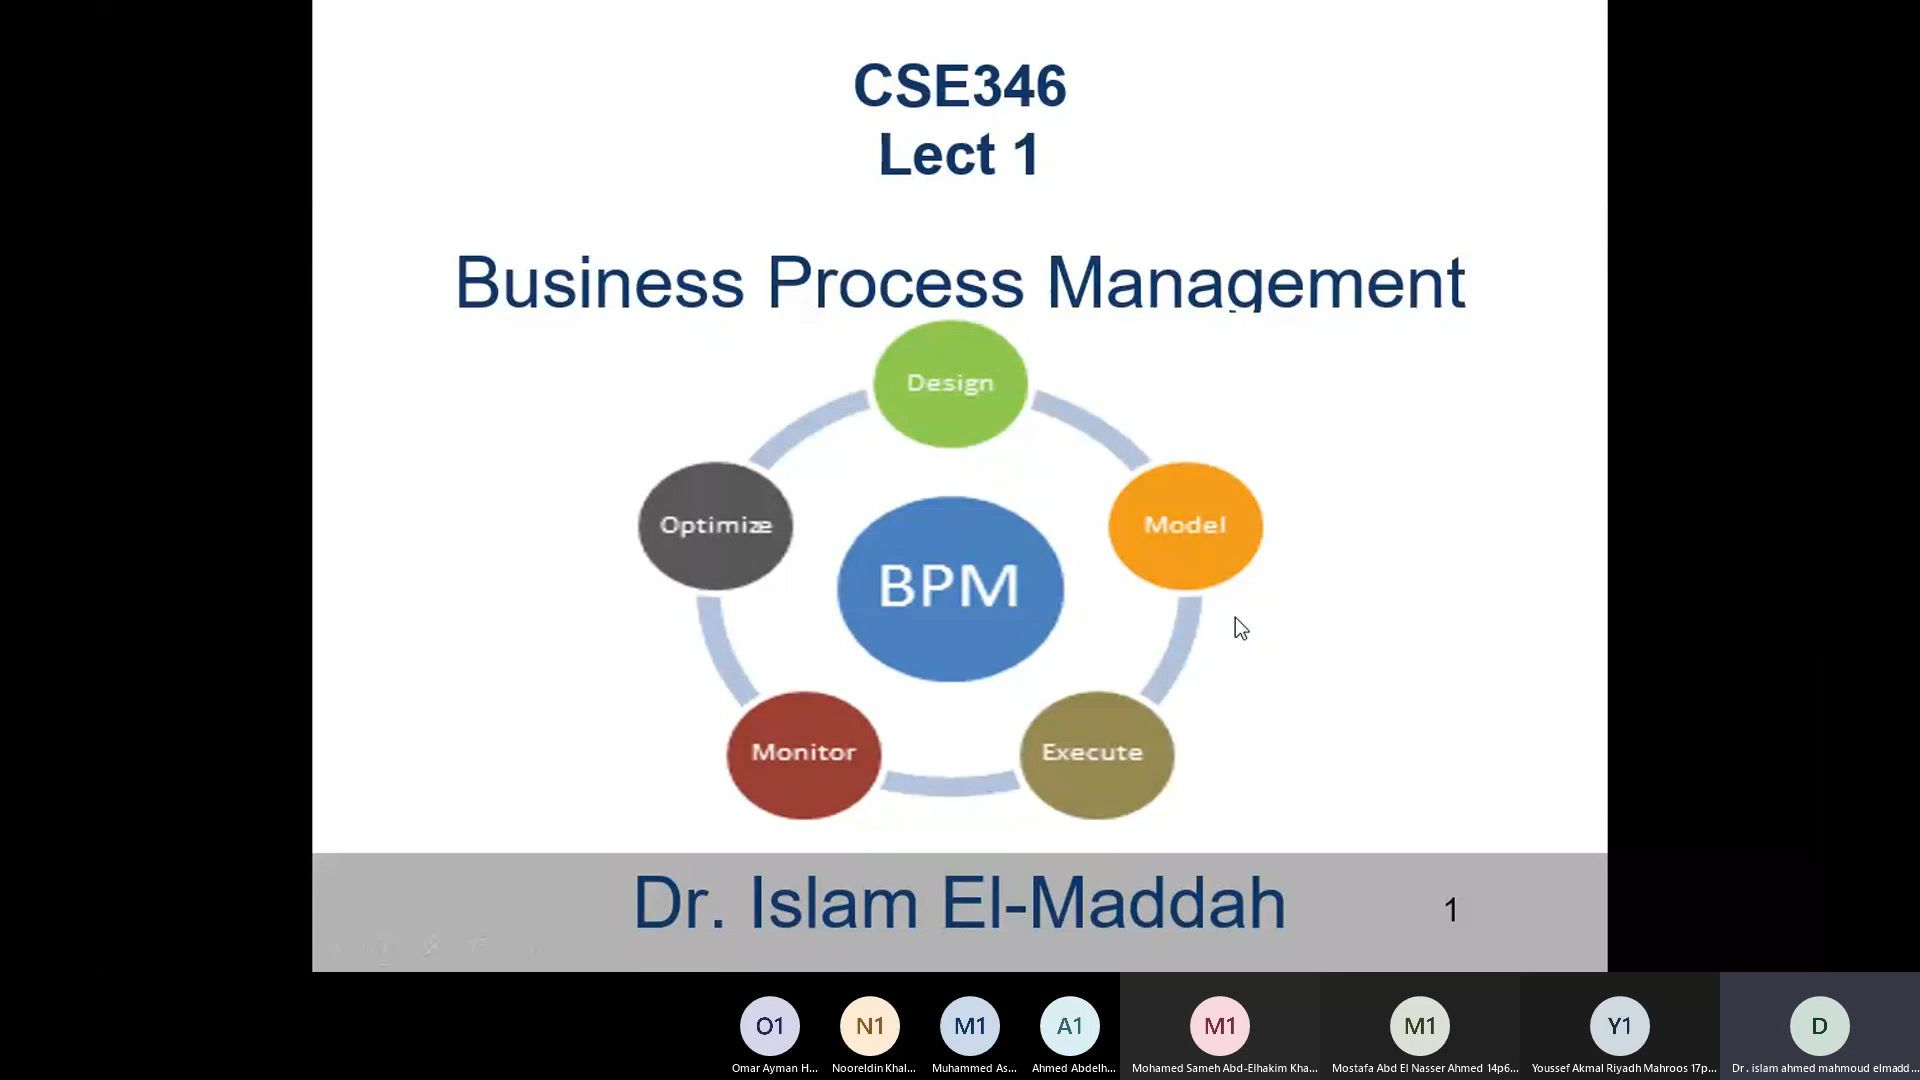 CSE346
Lect 1
Business Process Management
Design
Optimize
Model
BPM
Monitor
Execute
Dr. Islam El-Maddah
1
O1
N1
M1
A1
M1
M1
Y1
D
Omar Ayman H...
Nooreldin Khal...
Muhammed As...
Ahmed Abdelh...
Mohamed Sameh Abd-Elhakim Kha...
Mostafa Abd El Nasser Ahmed 14p6...
Youssef Akmal Riyadh Mahroos 17p...
Dr . islam ahmed mahmoud elmadd ...